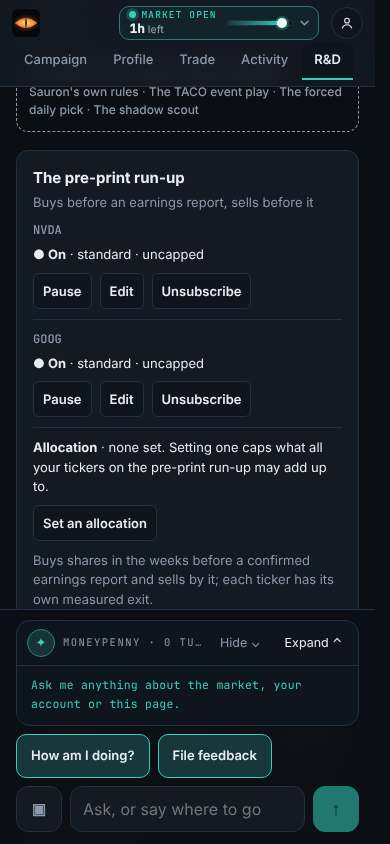 MARKET OPEN
1h left
Campaign Profile Trade Activity R&D
Sauron's own rules · The TACO event play · The forced
daily pick · The shadow scout
The pre-print run-up
Buys before an earnings report, sells before it
NVDA
On · standard · uncapped
Pause Edit Unsubscribe
GOOG
On · standard · uncapped
Pause Edit Unsubscribe
Allocation · none set. Setting one caps what all
your tickers on the pre-print run-up may add up
to.
Set an allocation
Buys shares in the weeks before a confirmed
earnings report and sells by it; each ticker has its
own measured exit.
MONEYPENNY · 0 TU… Hide Expand
Ask me anything about the market, your
account or this page.
How am I doing? File feedback
Ask, or say where to go